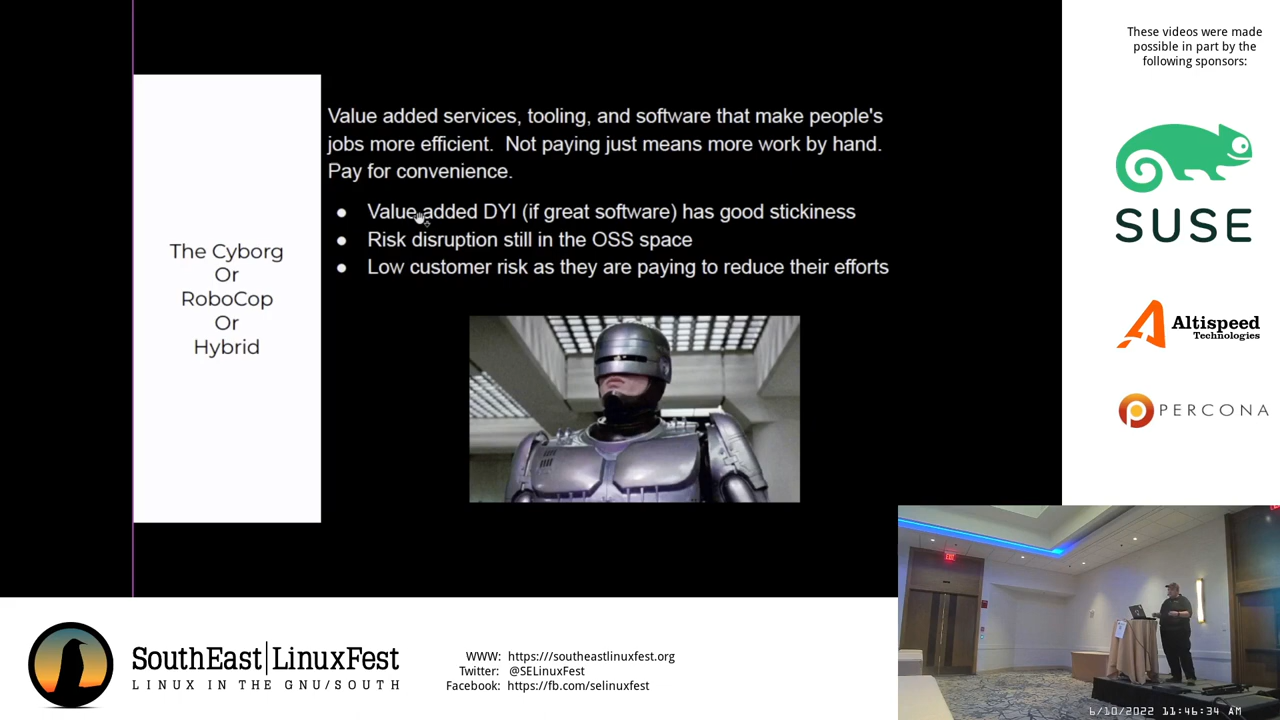 These videos were made
possible in part by the
following sponsors:
Value added services, tooling, and software that make people's
jobs more efficient.  Not paying just means more work by hand.
Pay for convenience.
● Value added DYI (if great software) has good stickiness
● Risk disruption still in the OSS space
● Low customer risk as they are paying to reduce their efforts
The Cyborg
Or
RoboCop
Or
Hybrid
SUSE
Altispeed
Technologies
PERCONA
EXIT
SouthEast LinuxFest
LINUX IN THE GNU/SOUTH
WWW: https://southeastlinuxfest.org
Twitter: @SELinuxFest
Facebook: https://fb.com/selinuxfest
6/10/2022 11:46:34 AM